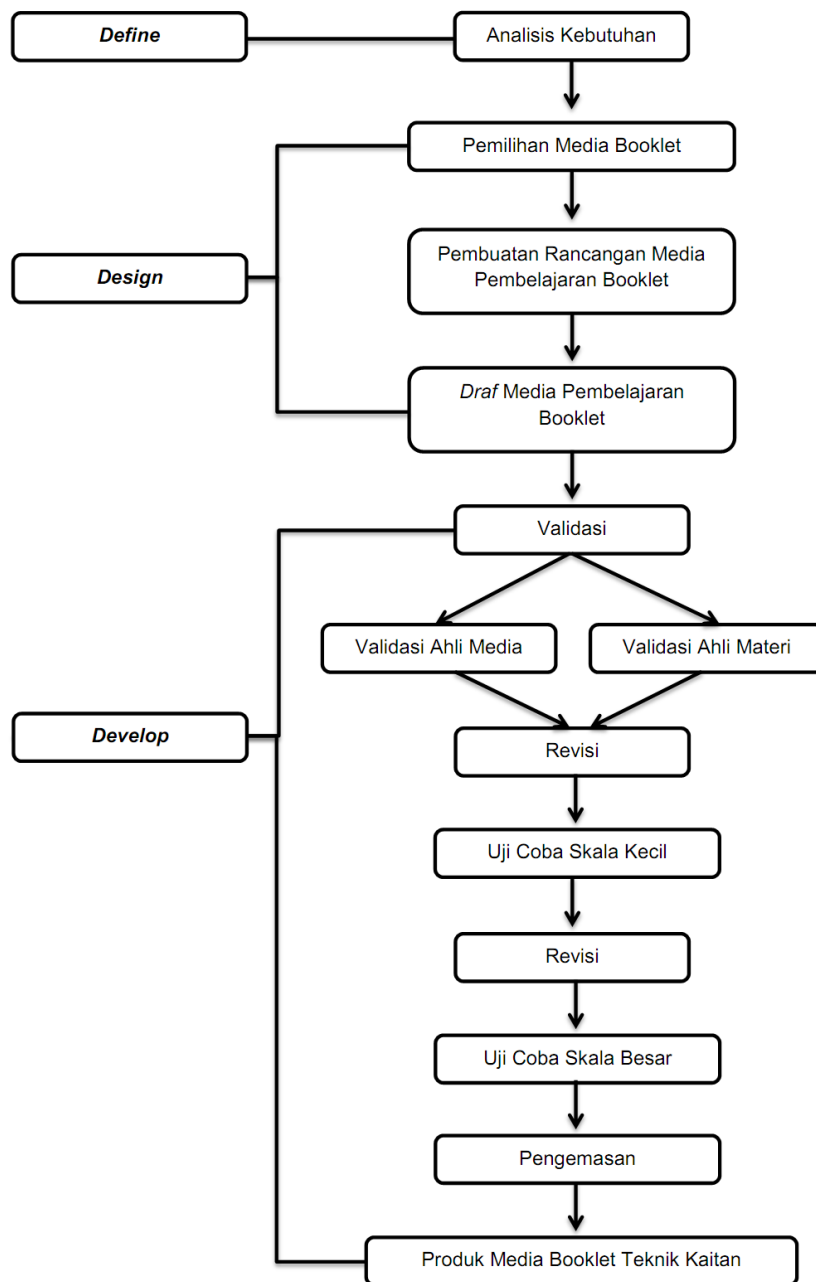 Define
Analisis Kebutuhan
Pemilihan Media Booklet
Pembuatan Rancangan Media
Pembelajaran Booklet
Design
Draf Media Pembelajaran
Booklet
Validasi
Validasi Ahli Media
Validasi Ahli Materi
Develop
Revisi
Uji Coba Skala Kecil
Revisi
Uji Coba Skala Besar
Pengemasan
Produk Media Booklet Teknik Kaitan